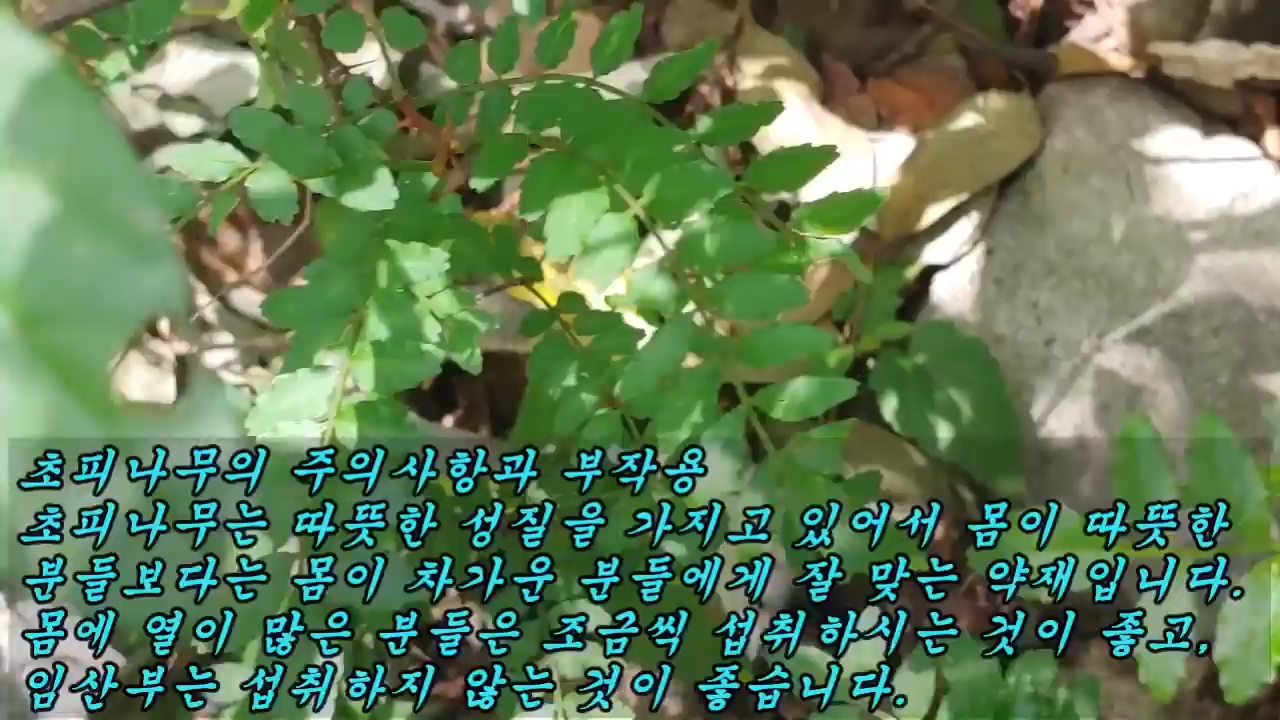 초피나무의 주의사항과 부작용
초피나무는 따뜻한 성질을 가지고 있어서 몸이 따뜻한
분들보다는 몸이 차가운 분들에게 잘 맞는 약재입니다.
몸에 열이 많은 분들은 조금씩 섭취하시는 것이 좋고,
임산부는 섭취하지 않는 것이 좋습니다.